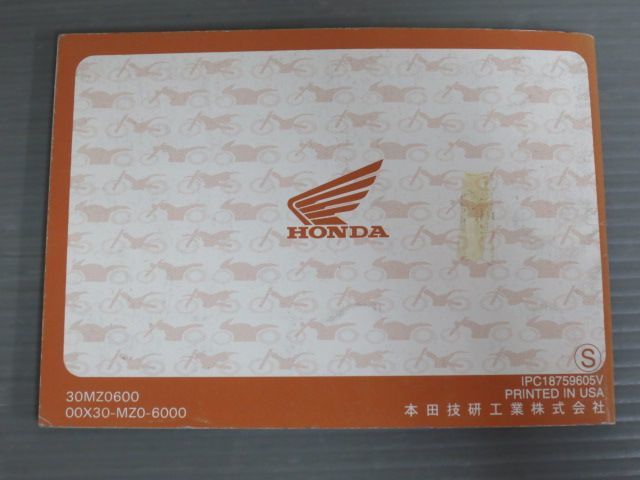 HONDA
S
30MZ0600
00X30-MZ0-6000
IPC18759605V
PRINTED IN USA
本田技研工業株式会社